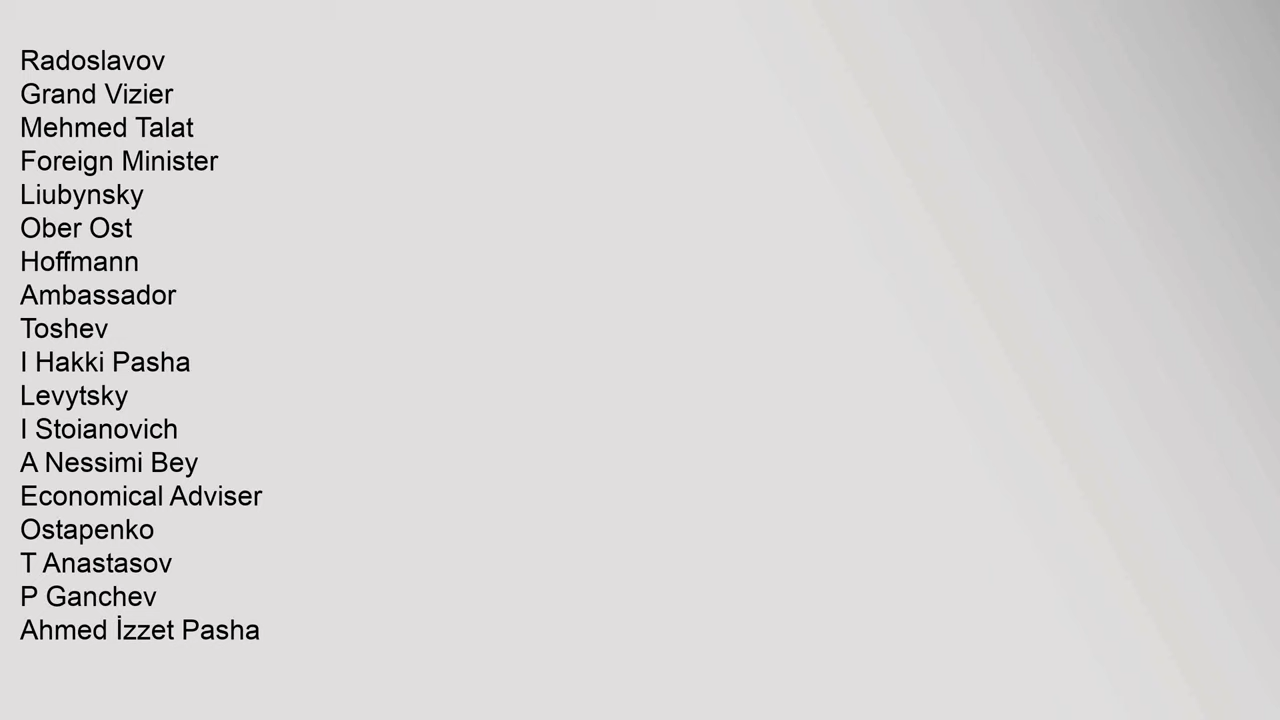 Radoslavov
Grand Vizier
Mehmed Talat
Foreign Minister
Liubynsky
Ober Ost
Hoffmann
Ambassador
Toshev
I Hakki Pasha
Levytsky
I Stoianovich
A Nessimi Bey
Economical Adviser
Ostapenko
T Anastasov
P Ganchev
Ahmed İzzet Pasha